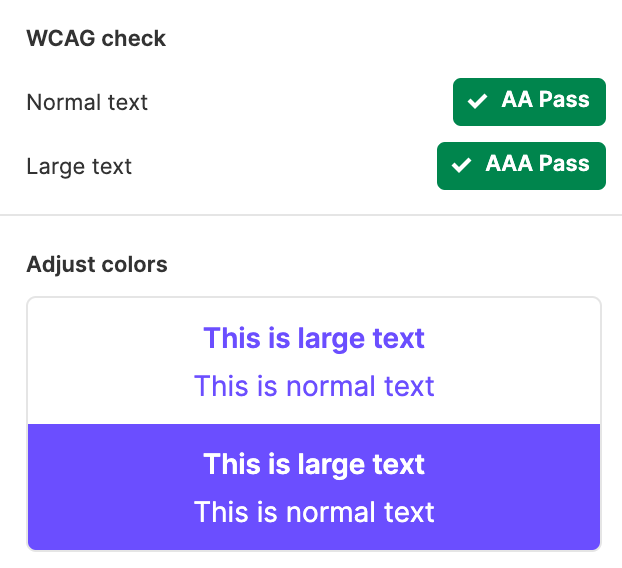 WCAG check
Normal text
AA Pass
Large text
AAA Pass
Adjust colors
This is large text
This is normal text
This is large text
This is normal text